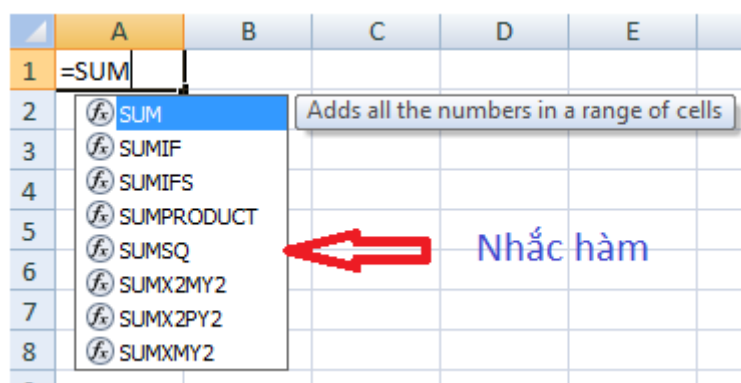 A B C D E
1 =SUM
2 SUM Adds all the numbers in a range of cells
3 SUMIF
4 SUMIFS
SUMPRODUCT
5 SUMSQ Nhắc hàm
6 SUMX2MY2
7 SUMX2PY2
8 SUMXMY2